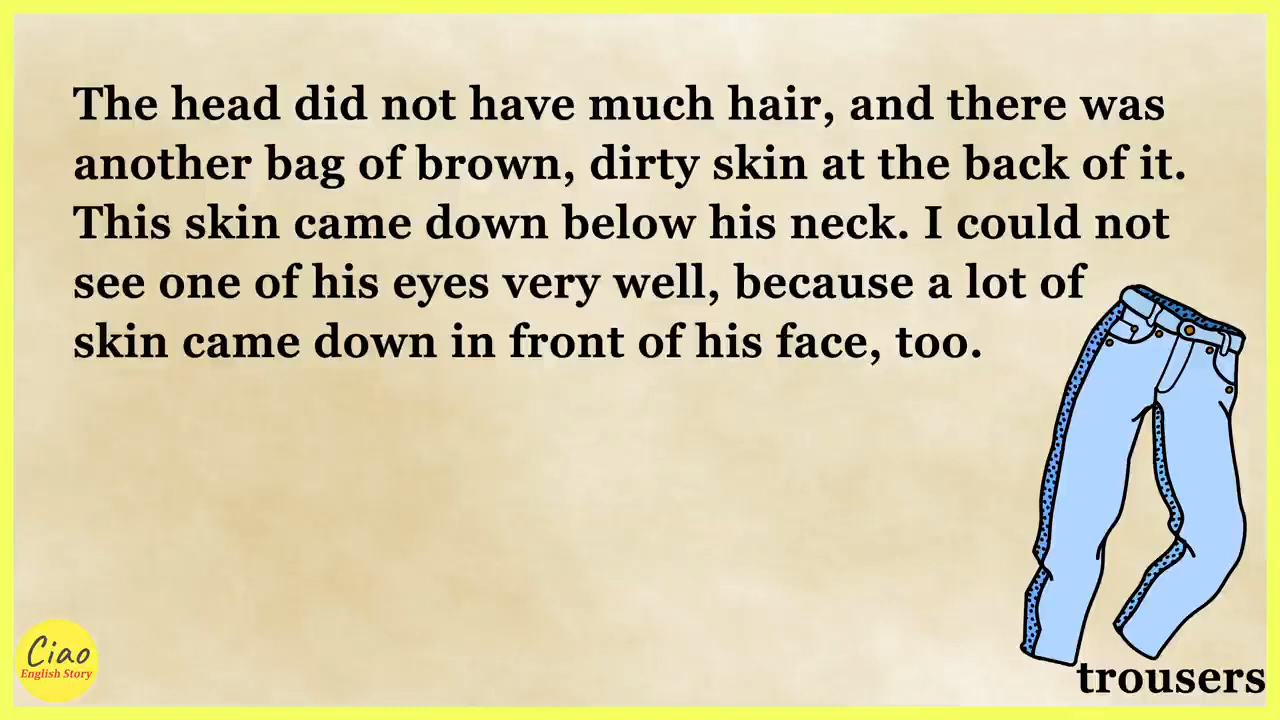 The head did not have much hair, and there was
another bag of brown, dirty skin at the back of it.
This skin came down below his neck. I could not
see one of his eyes very well, because a lot of
skin came down in front of his face, too.
trousers
Ciao
English Story